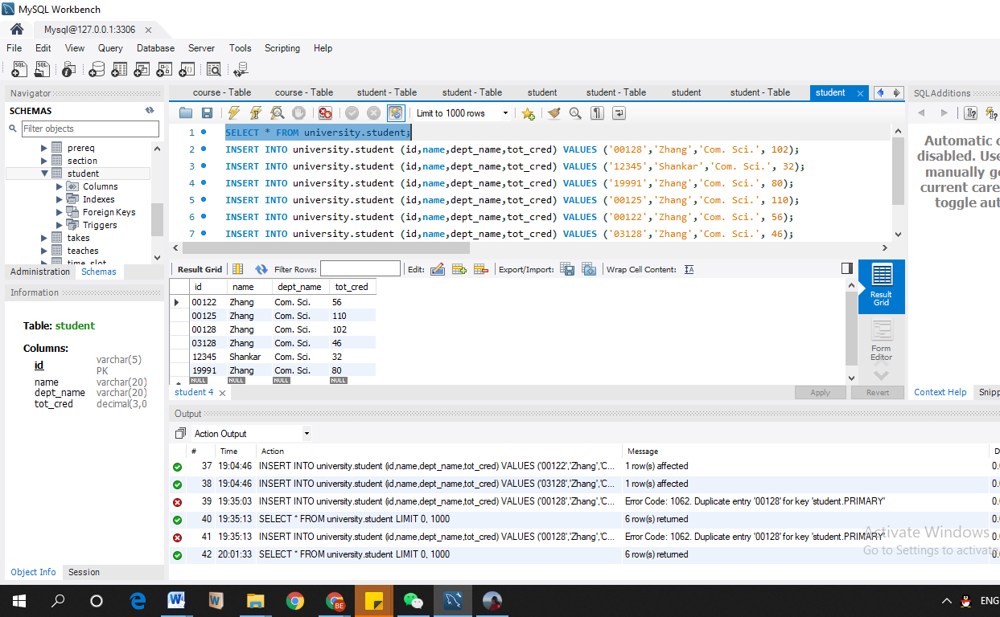 MySQL Workbench
Mysql@127.0.0.1:3306
File Edit View Query Database Server Tools Scripting Help
Navigator
SCHEMAS
Filter objects
prereq
section
student
Columns
Indexes
Foreign Keys
Triggers
takes
teaches
time_slot
Administration Schemas
Information
Table: student
Columns:
id varchar(5) PK
name varchar(20)
dept_name varchar(20)
tot_cred decimal(3,0
Object Info Session
course - Table course - Table student - Table student - Table student student - Table student student - Table student
Limit to 1000 rows
1 SELECT * FROM university.student;
2 INSERT INTO university.student (id,name,dept_name,tot_cred) VALUES ('00128','Zhang','Com. Sci.', 102);
3 INSERT INTO university.student (id,name,dept_name,tot_cred) VALUES ('12345','Shankar','Com. Sci.', 32);
4 INSERT INTO university.student (id,name,dept_name,tot_cred) VALUES ('19991','Zhang','Com. Sci.', 80);
5 INSERT INTO university.student (id,name,dept_name,tot_cred) VALUES ('00125','Zhang','Com. Sci.', 110);
6 INSERT INTO university.student (id,name,dept_name,tot_cred) VALUES ('00122','Zhang','Com. Sci.', 56);
7 INSERT INTO university.student (id,name,dept_name,tot_cred) VALUES ('03128','Zhang','Com. Sci.', 46);
Result Grid Filter Rows: Edit: Export/Import: Wrap Cell Content:
id name dept_name tot_cred
00122 Zhang Com. Sci. 56
00125 Zhang Com. Sci. 110
00128 Zhang Com. Sci. 102
03128 Zhang Com. Sci. 46
12345 Shankar Com. Sci. 32
19991 Zhang Com. Sci. 80
NULL NULL NULL NULL
Result Grid
Form Editor
student 4
Apply Revert
SQLAdditions
Automatic c
disabled. Use
manually ge
current care
toggle aut
Context Help Snipp
Output
Action Output
# Time Action Message D
37 19:04:46 INSERT INTO university.student (id,name,dept_name,tot_cred) VALUES ('00122','Zhang','C... 1 row(s) affected 0.
38 19:04:46 INSERT INTO university.student (id,name,dept_name,tot_cred) VALUES ('03128','Zhang','C... 1 row(s) affected 0.
39 19:35:03 INSERT INTO university.student (id,name,dept_name,tot_cred) VALUES ('00128','Zhang','C... Error Code: 1062. Duplicate entry '00128' for key 'student.PRIMARY' 0.
40 19:35:13 SELECT * FROM university.student LIMIT 0, 1000 6 row(s) returned 0.
41 19:35:13 INSERT INTO university.student (id,name,dept_name,tot_cred) VALUES ('00128','Zhang','C... Error Code: 1062. Duplicate entry '00128' for key 'student.PRIMARY' 0.
42 20:01:33 SELECT * FROM university.student LIMIT 0, 1000 6 row(s) returned 0.
Activate Windows
Go to Settings to activate
BE
ENG